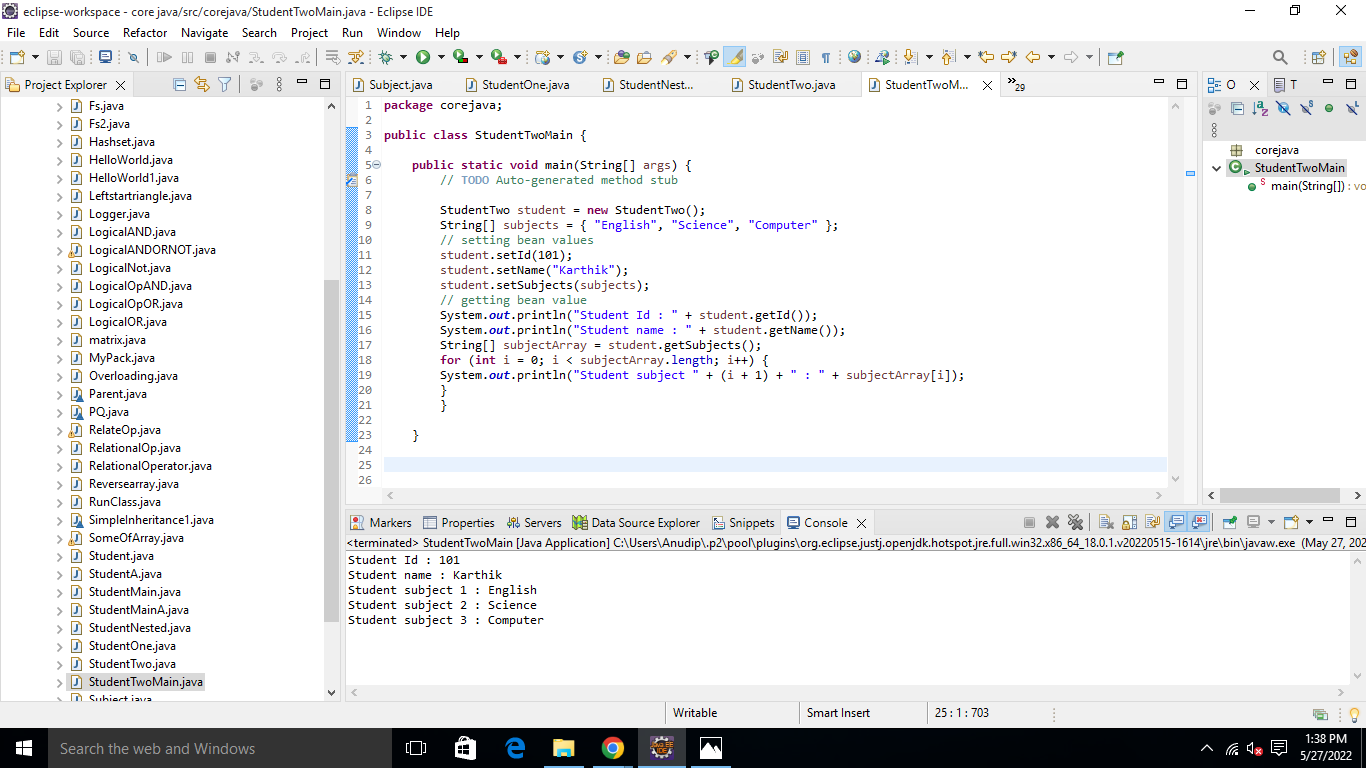 eclipse-workspace - core java/src/corejava/StudentTwoMain.java - Eclipse IDE
File Edit Source Refactor Navigate Search Project Run Window Help
Project Explorer
Fs.java
Fs2.java
Hashset.java
HelloWorld.java
HelloWorld1.java
Leftstartriangle.java
Logger.java
LogicalAND.java
LogicalANDORNOT.java
LogicalNot.java
LogicalOpAND.java
LogicalOpOR.java
LogicalOR.java
matrix.java
MyPack.java
Overloading.java
Parent.java
PQ.java
RelateOp.java
RelationalOp.java
RelationalOperator.java
Reversearray.java
RunClass.java
SimpleInheritance1.java
SomeOfArray.java
Student.java
StudentA.java
StudentMain.java
StudentMainA.java
StudentNested.java
StudentOne.java
StudentTwo.java
StudentTwoMain.java
Subject.java
Subject.java StudentOne.java StudentNest... StudentTwo.java StudentTwoM... »29
1 package corejava;
2
3 public class StudentTwoMain {
4
5 public static void main(String[] args) {
6 // TODO Auto-generated method stub
7
8 StudentTwo student = new StudentTwo();
9 String[] subjects = { "English", "Science", "Computer" };
10 // setting bean values
11 student.setId(101);
12 student.setName("Karthik");
13 student.setSubjects(subjects);
14 // getting bean value
15 System.out.println("Student Id : " + student.getId());
16 System.out.println("Student name : " + student.getName());
17 String[] subjectArray = student.getSubjects();
18 for (int i = 0; i < subjectArray.length; i++) {
19 System.out.println("Student subject " + (i + 1) + " : " + subjectArray[i]);
20 }
21 }
22
23 }
24
25
26
O T
corejava
StudentTwoMain
main(String[]) : vo
Markers Properties Servers Data Source Explorer Snippets Console
<terminated> StudentTwoMain [Java Application] C:\Users\Anudip\.p2\pool\plugins\org.eclipse.justj.openjdk.hotspot.jre.full.win32.x86_64_18.0.1.v20220515-1614\jre\bin\javaw.exe (May 27, 202
Student Id : 101
Student name : Karthik
Student subject 1 : English
Student subject 2 : Science
Student subject 3 : Computer
Writable Smart Insert 25 : 1 : 703
Search the web and Windows
1:38 PM
5/27/2022